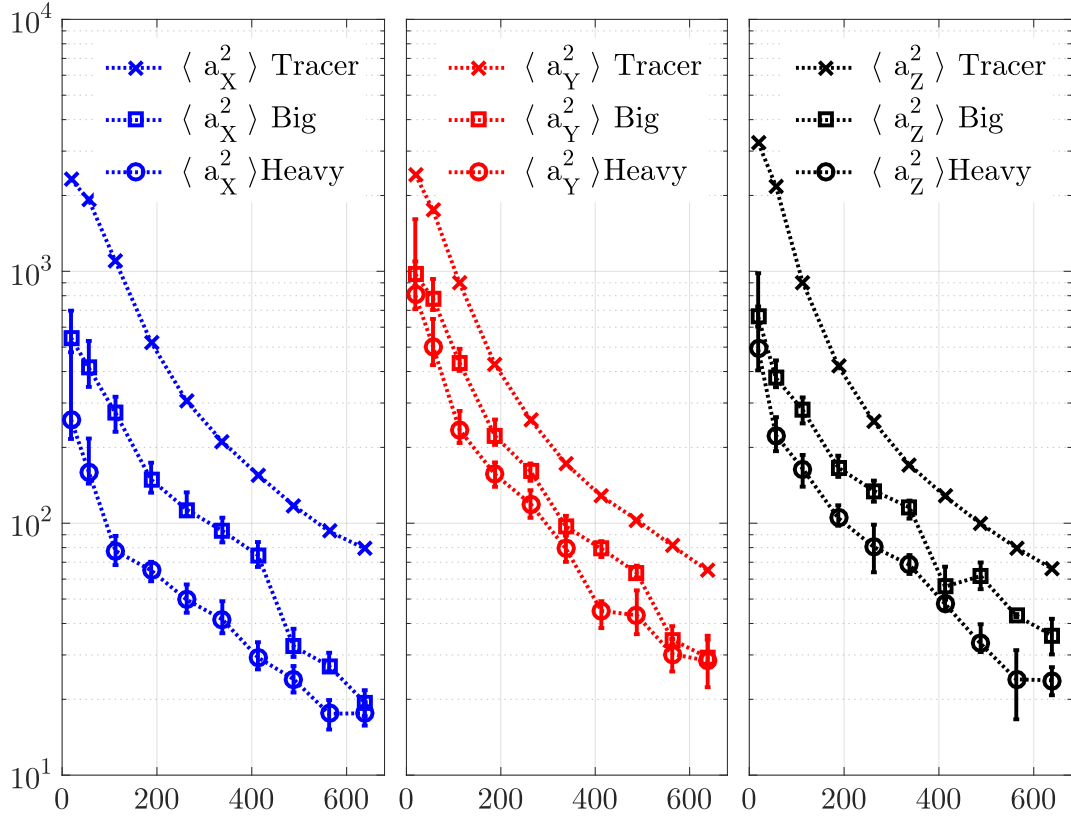 10^4
10^3
10^2
10^1
⟨ a_X^2 ⟩ Tracer
⟨ a_X^2 ⟩ Big
⟨ a_X^2 ⟩Heavy
0 200 400 600
⟨ a_Y^2 ⟩ Tracer
⟨ a_Y^2 ⟩ Big
⟨ a_Y^2 ⟩Heavy
0 200 400 600
⟨ a_Z^2 ⟩ Tracer
⟨ a_Z^2 ⟩ Big
⟨ a_Z^2 ⟩Heavy
0 200 400 600